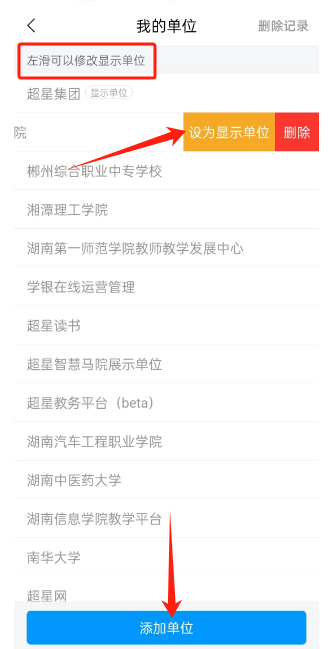 我的单位 删除记录
左滑可以修改显示单位
超星集团 显示单位
院 设为显示单位 删除
郴州综合职业中专学校
湘潭理工学院
湖南第一师范学院教师教学发展中心
学银在线运营管理
超星读书
超星智慧马院展示单位
超星教务平台（beta）
湖南汽车工程职业学院
湖南中医药大学
湖南信息学院教学平台
南华大学
超星网
添加单位